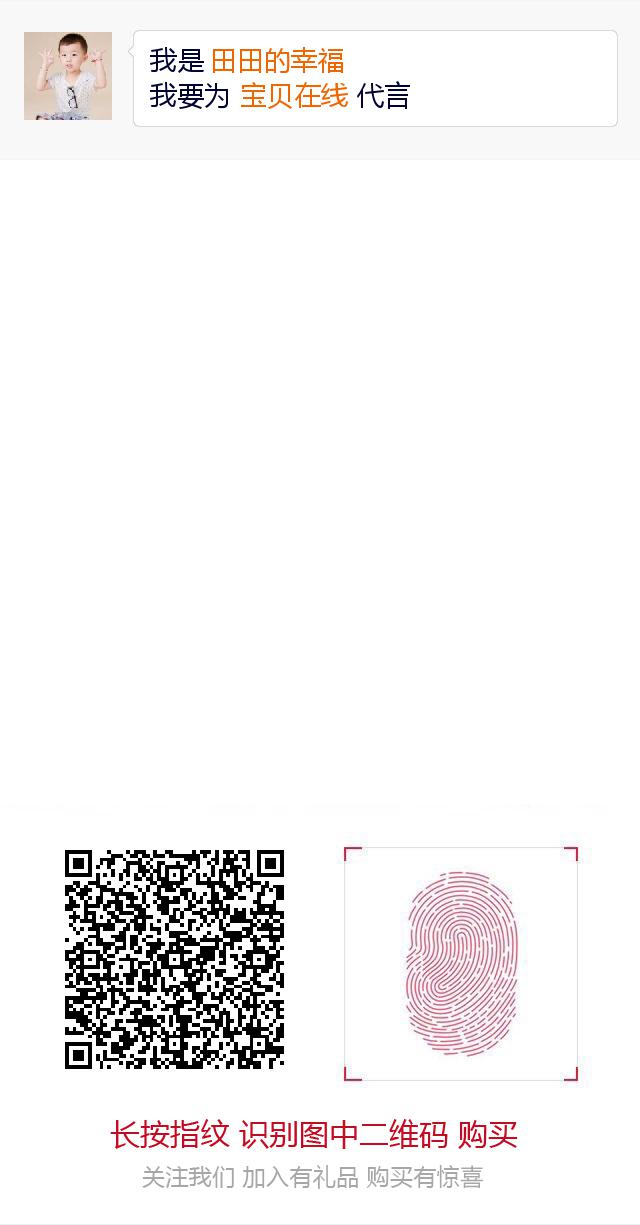 我是 田田的幸福
我要为 宝贝在线 代言
长按指纹 识别图中二维码 购买
关注我们 加入有礼品 购买有惊喜